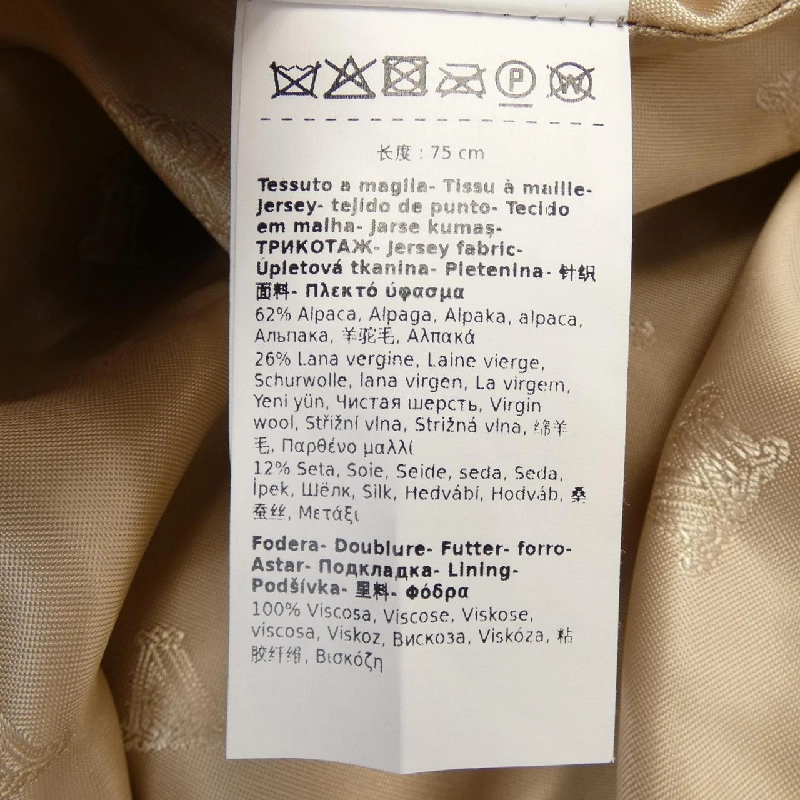 P W
长度 : 75 cm
Tessuto a maglia- Tissu à maille-
Jersey- tejido de punto- Tecido
em malha- Jarse kumaş-
ТРИКОТАЖ- Jersey fabric-
Úpletová tkanina- Pletenina- 针织
面料- Πλεκτό ύφασμα
62% Alpaca, Alpaga, Alpaka, alpaca,
Альпака, 羊驼毛, Αλπακά
26% Lana vergine, Laine vierge,
Schurwolle, lana virgen, La virgem,
Yeni yün, Чистая шерсть, Virgin
wool, Střižní vlna, Strižná vlna, 绵羊
毛, Παρθένο μαλλί
12% Seta, Soie, Seide, seda, Seda,
İpek, Шёлк, Silk, Hedvábí, Hodváb, 桑
蚕丝, Μετάξι
Fodera- Doublure- Futter- forro-
Astar- Подкладка- Lining-
Podšívka- 里料- Φόδρα
100% Viscosa, Viscose, Viskose,
viscosa, Viskoz, Вискоза, Viskóza, 粘
胶纤维, Βισκόζη